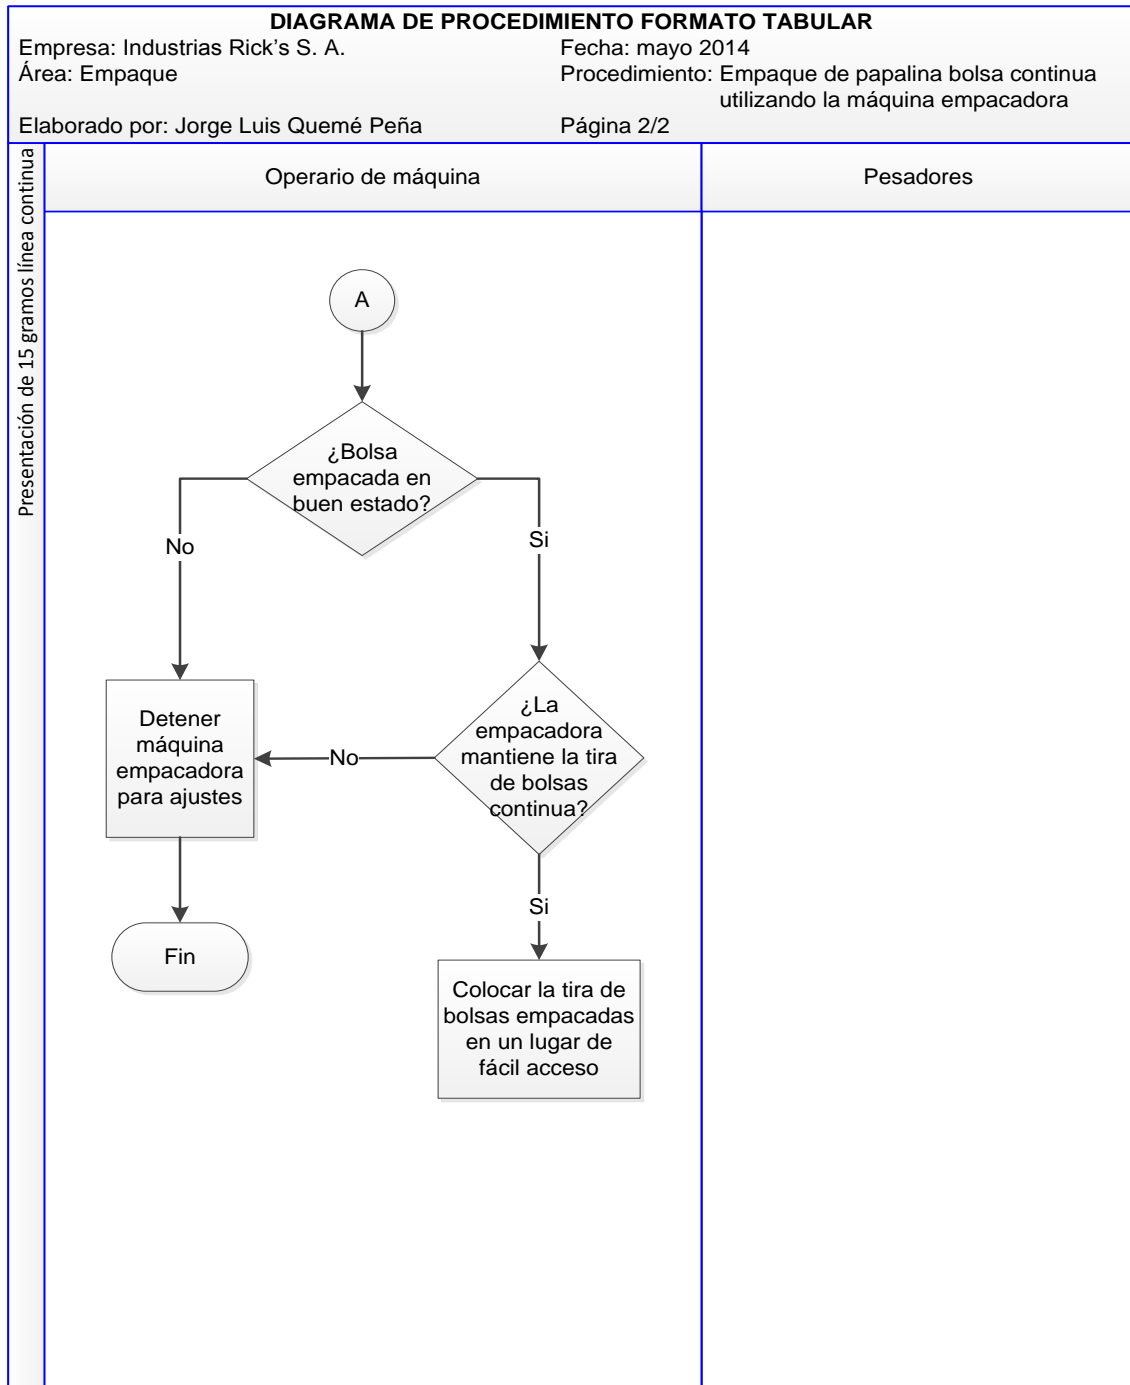 DIAGRAMA DE PROCEDIMIENTO FORMATO TABULAR
Empresa: Industrias Rick’s S. A.
Fecha: mayo 2014
Área: Empaque
Procedimiento: Empaque de papalina bolsa continua
utilizando la máquina empacadora
Elaborado por: Jorge Luis Quemé Peña
Página 2/2
Presentación de 15 gramos línea continua
Operario de máquina
Pesadores
A
¿Bolsa
empacada en
buen estado?
No
Si
Detener
máquina
empacadora
para ajustes
No
¿La
empacadora
mantiene la tira
de bolsas
continua?
Si
Fin
Colocar la tira de
bolsas empacadas
en un lugar de
fácil acceso